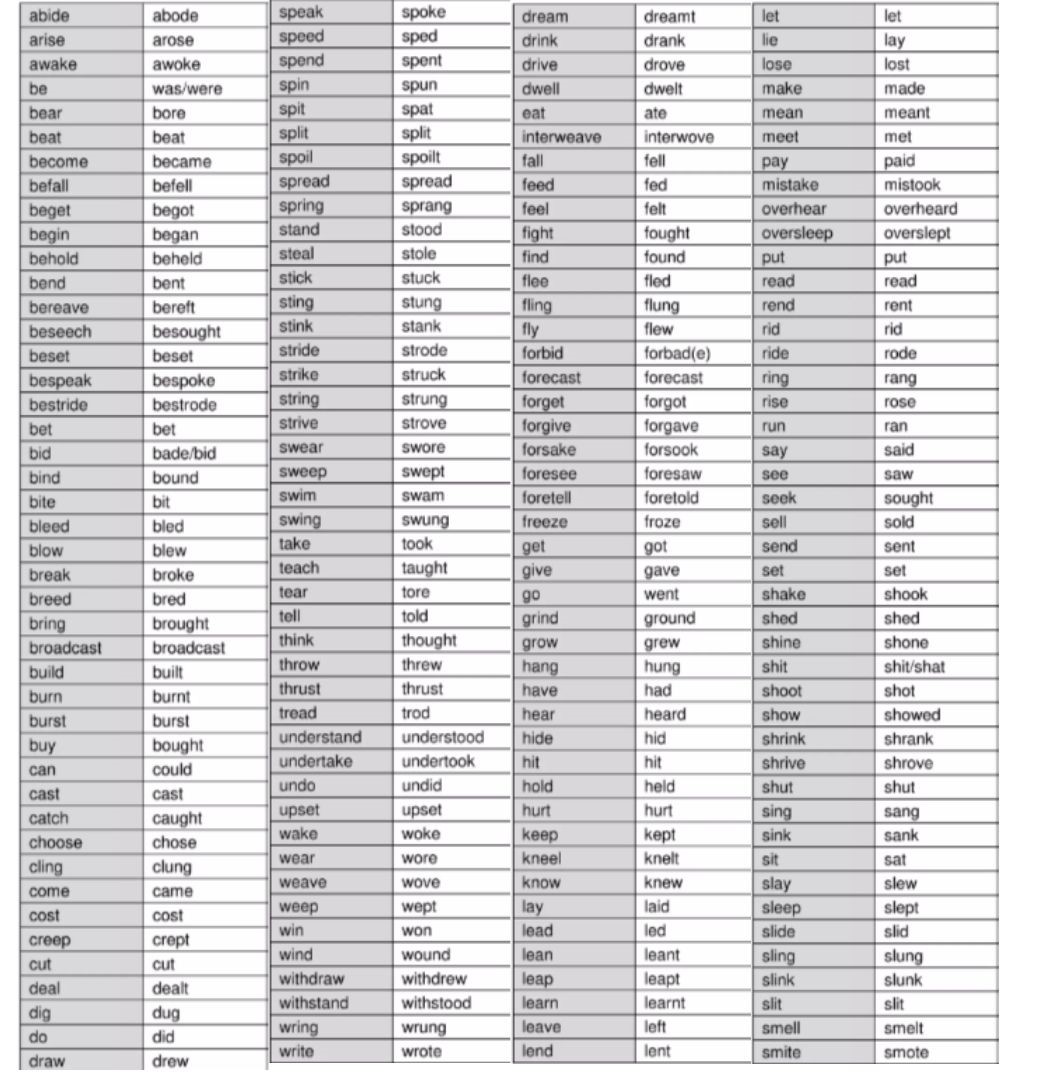 abide abode
arise arose
awake awoke
be was/were
bear bore
beat beat
become became
befall befell
beget begot
begin began
behold beheld
bend bent
bereave bereft
beseech besought
beset beset
bespeak bespoke
bestride bestrode
bet bet
bid bade/bid
bind bound
bite bit
bleed bled
blow blew
break broke
breed bred
bring brought
broadcast broadcast
build built
burn burnt
burst burst
buy bought
can could
cast cast
catch caught
choose chose
cling clung
come came
cost cost
creep crept
cut cut
deal dealt
dig dug
do did
draw drew
speak spoke
speed sped
spend spent
spin spun
spit spat
split split
spoil spoilt
spread spread
spring sprang
stand stood
steal stole
stick stuck
sting stung
stink stank
stride strode
strike struck
string strung
strive strove
swear swore
sweep swept
swim swam
swing swung
take took
teach taught
tear tore
tell told
think thought
throw threw
thrust thrust
tread trod
understand understood
undertake undertook
undo undid
upset upset
wake woke
wear wore
weave wove
weep wept
win won
wind wound
withdraw withdrew
withstand withstood
wring wrung
write wrote
dream dreamt
drink drank
drive drove
dwell dwelt
eat ate
interweave interwove
fall fell
feed fed
feel felt
fight fought
find found
flee fled
fling flung
fly flew
forbid forbad(e)
forecast forecast
forget forgot
forgive forgave
forsake forsook
foresee foresaw
foretell foretold
freeze froze
get got
give gave
go went
grind ground
grow grew
hang hung
have had
hear heard
hide hid
hit hit
hold held
hurt hurt
keep kept
kneel knelt
know knew
lay laid
lead led
lean leant
leap leapt
learn learnt
leave left
lend lent
let let
lie lay
lose lost
make made
mean meant
meet met
pay paid
mistake mistook
overhear overheard
oversleep overslept
put put
read read
rend rent
rid rid
ride rode
ring rang
rise rose
run ran
say said
see saw
seek sought
sell sold
send sent
set set
shake shook
shed shed
shine shone
shit shit/shat
shoot shot
show showed
shrink shrank
shrive shrove
shut shut
sing sang
sink sank
sit sat
slay slew
sleep slept
slide slid
sling slung
slink slunk
slit slit
smell smelt
smite smote